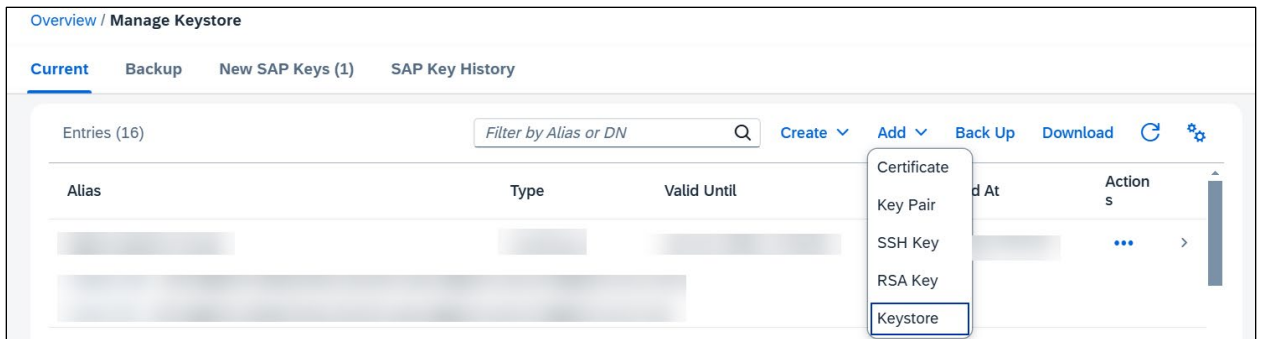 Overview / Manage Keystore
Current Backup New SAP Keys (1) SAP Key History
Entries (16) Filter by Alias or DN Create Add Back Up Download
Certificate
Alias Type Valid Until d At Action
s
Key Pair
SSH Key
•••
RSA Key
Keystore